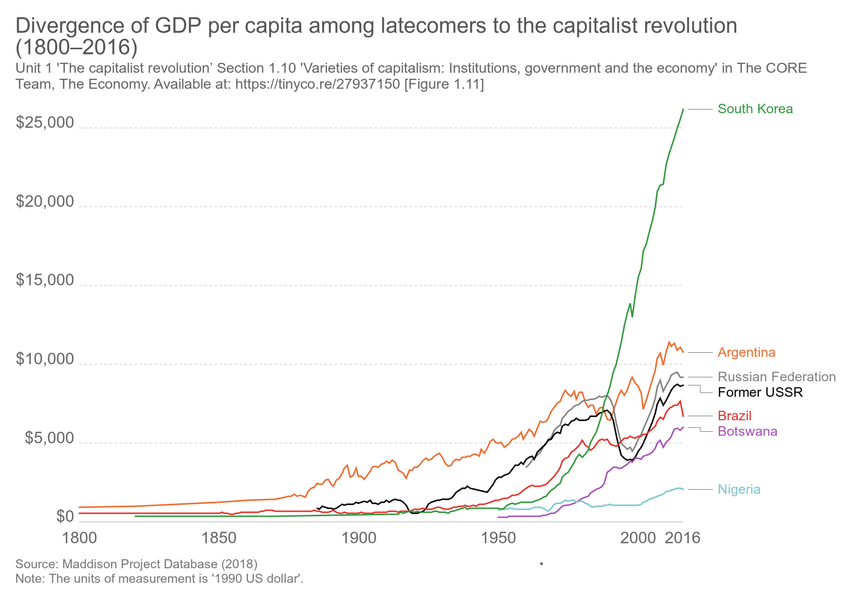 Divergence of GDP per capita among latecomers to the capitalist revolution
(1800–2016)
Unit 1 'The capitalist revolution’ Section 1.10 'Varieties of capitalism: Institutions, government and the economy' in The CORE
Team, The Economy. Available at: https://tinyco.re/27937150 [Figure 1.11]
South Korea
$25,000
$20,000
$15,000
$10,000
Argentina
Russian Federation
Former USSR
Brazil
$5,000
Botswana
Nigeria
$0
1800 1850 1900 1950 2000 2016
Source: Maddison Project Database (2018)
Note: The units of measurement is '1990 US dollar'.